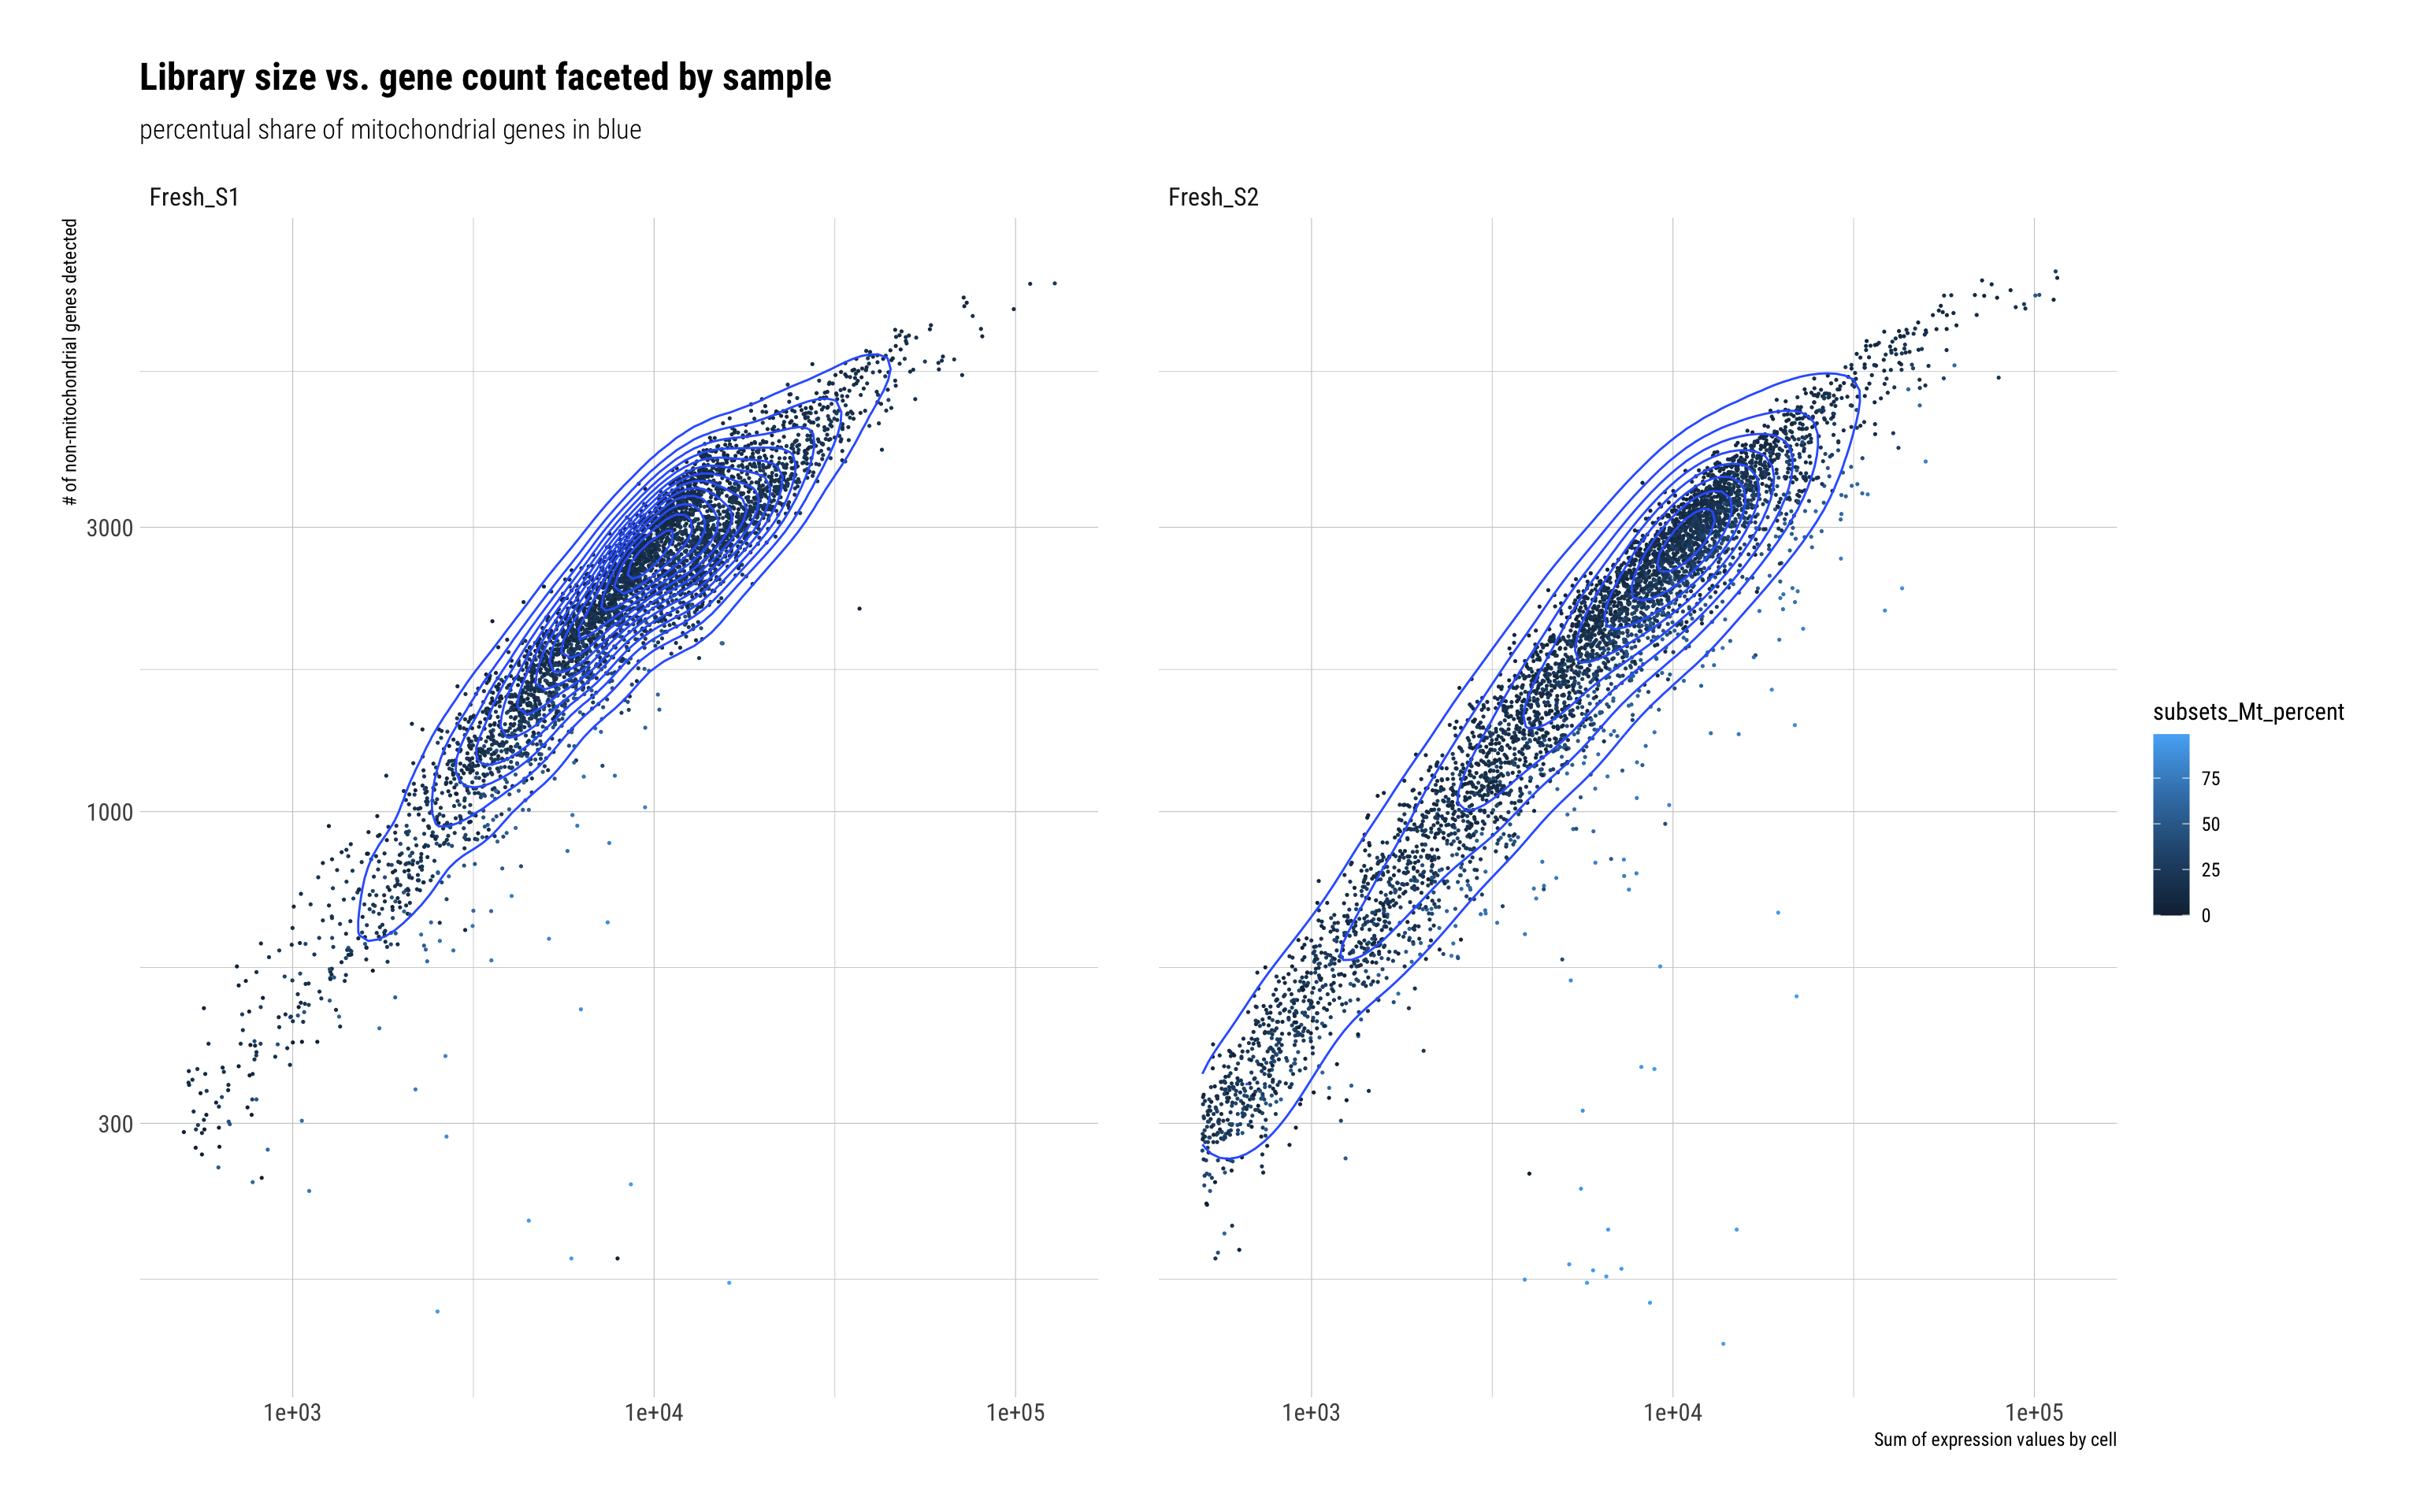 Library size vs. gene count faceted by sample
percentual share of mitochondrial genes in blue
Fresh_S1
Fresh_S2
# of non-mitochondrial genes detected
3000
1000
300
1e+03
1e+04
1e+05
1e+03
1e+04
1e+05
Sum of expression values by cell
subsets_Mt_percent
75
50
25
0